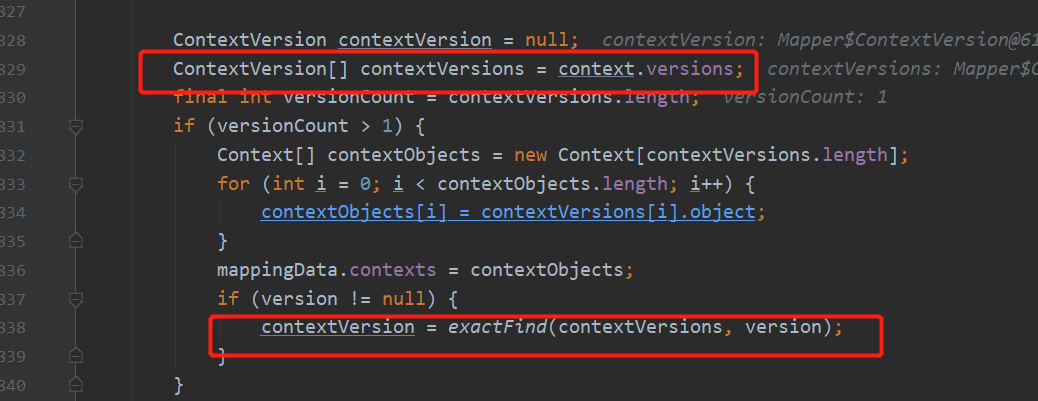 327
328 ContextVersion contextVersion = null; contextVersion: Mapper$ContextVersion@61
329 ContextVersion[] contextVersions = context.versions; contextVersions: Mapper$C
330 final int versionCount = contextVersions.length; versionCount: 1
331 if (versionCount > 1) {
332 Context[] contextObjects = new Context[contextVersions.length];
333 for (int i = 0; i < contextObjects.length; i++) {
334 contextObjects[i] = contextVersions[i].object;
335 }
336 mappingData.contexts = contextObjects;
337 if (version != null) {
338 contextVersion = exactFind(contextVersions, version);
339 }
340 }